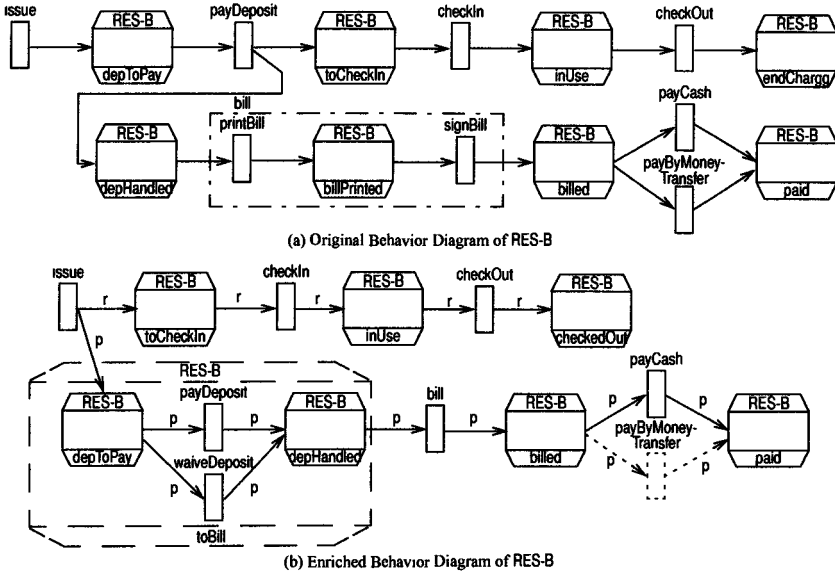 issue
payDeposit
checkIn
checkOut
RES-B
RES-B
RES-B
RES-B
depToPay
toCheckIn
inUse
endChargg
bill
printBill
signBill
payCash
RES-B
RES-B
RES-B
RES-B
payByMoney-
Transfer
depHandled
billPrinted
billed
paid
(a) Original Behavior Diagram of RES-B
issue
checkIn
checkOut
RES-B
RES-B
RES-B
r
r
r
r
r
toCheckIn
inUse
checkedOut
p
RES-B
payDeposit
payCash
RES-B
RES-B
bill
RES-B
RES-B
p
p
p
p
p
p
payByMoney-
Transfer
depToPay
waiveDeposit
depHandled
billed
paid
p
p
p
p
toBill
(b) Enriched Behavior Diagram of RES-B